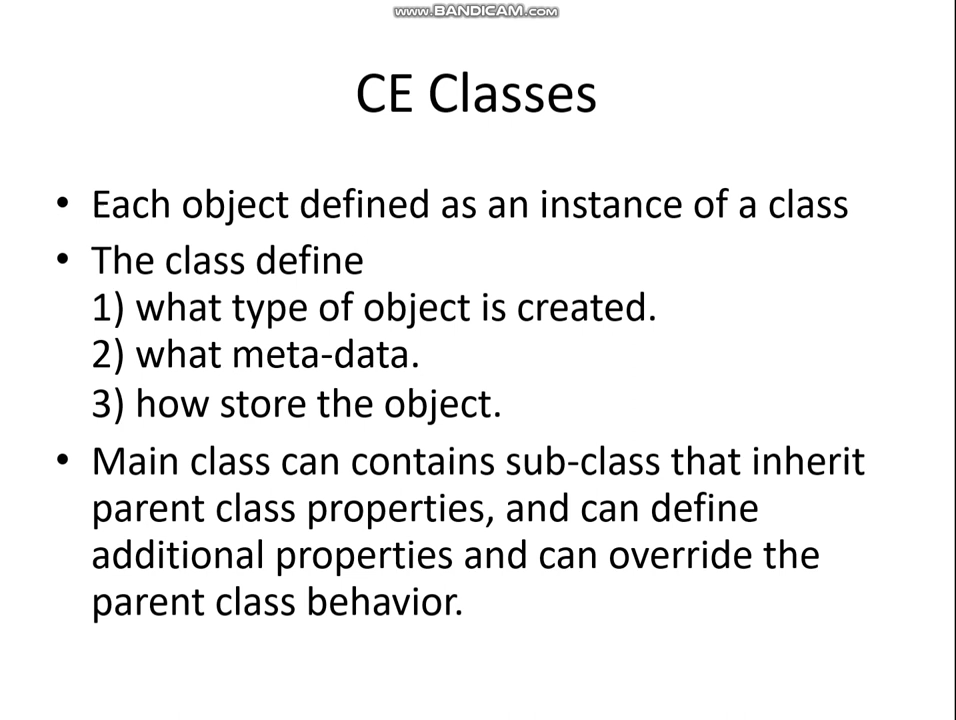 www.BANDICAM.com
CE Classes
• Each object defined as an instance of a class
• The class define
1) what type of object is created.
2) what meta-data.
3) how store the object.
• Main class can contains sub-class that inherit
parent class properties, and can define
additional properties and can override the
parent class behavior.